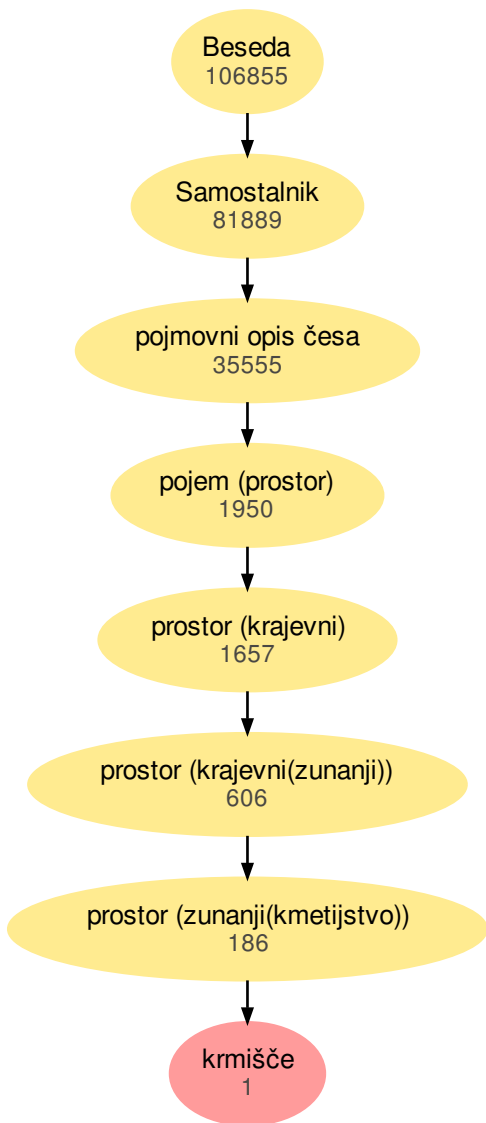 Beseda
106855
Samostalnik
81889
pojmovni opis česa
35555
pojem (prostor)
1950
prostor (krajevni)
1657
prostor (krajevni(zunanji))
606
prostor (zunanji(kmetijstvo))
186
krmišče
1